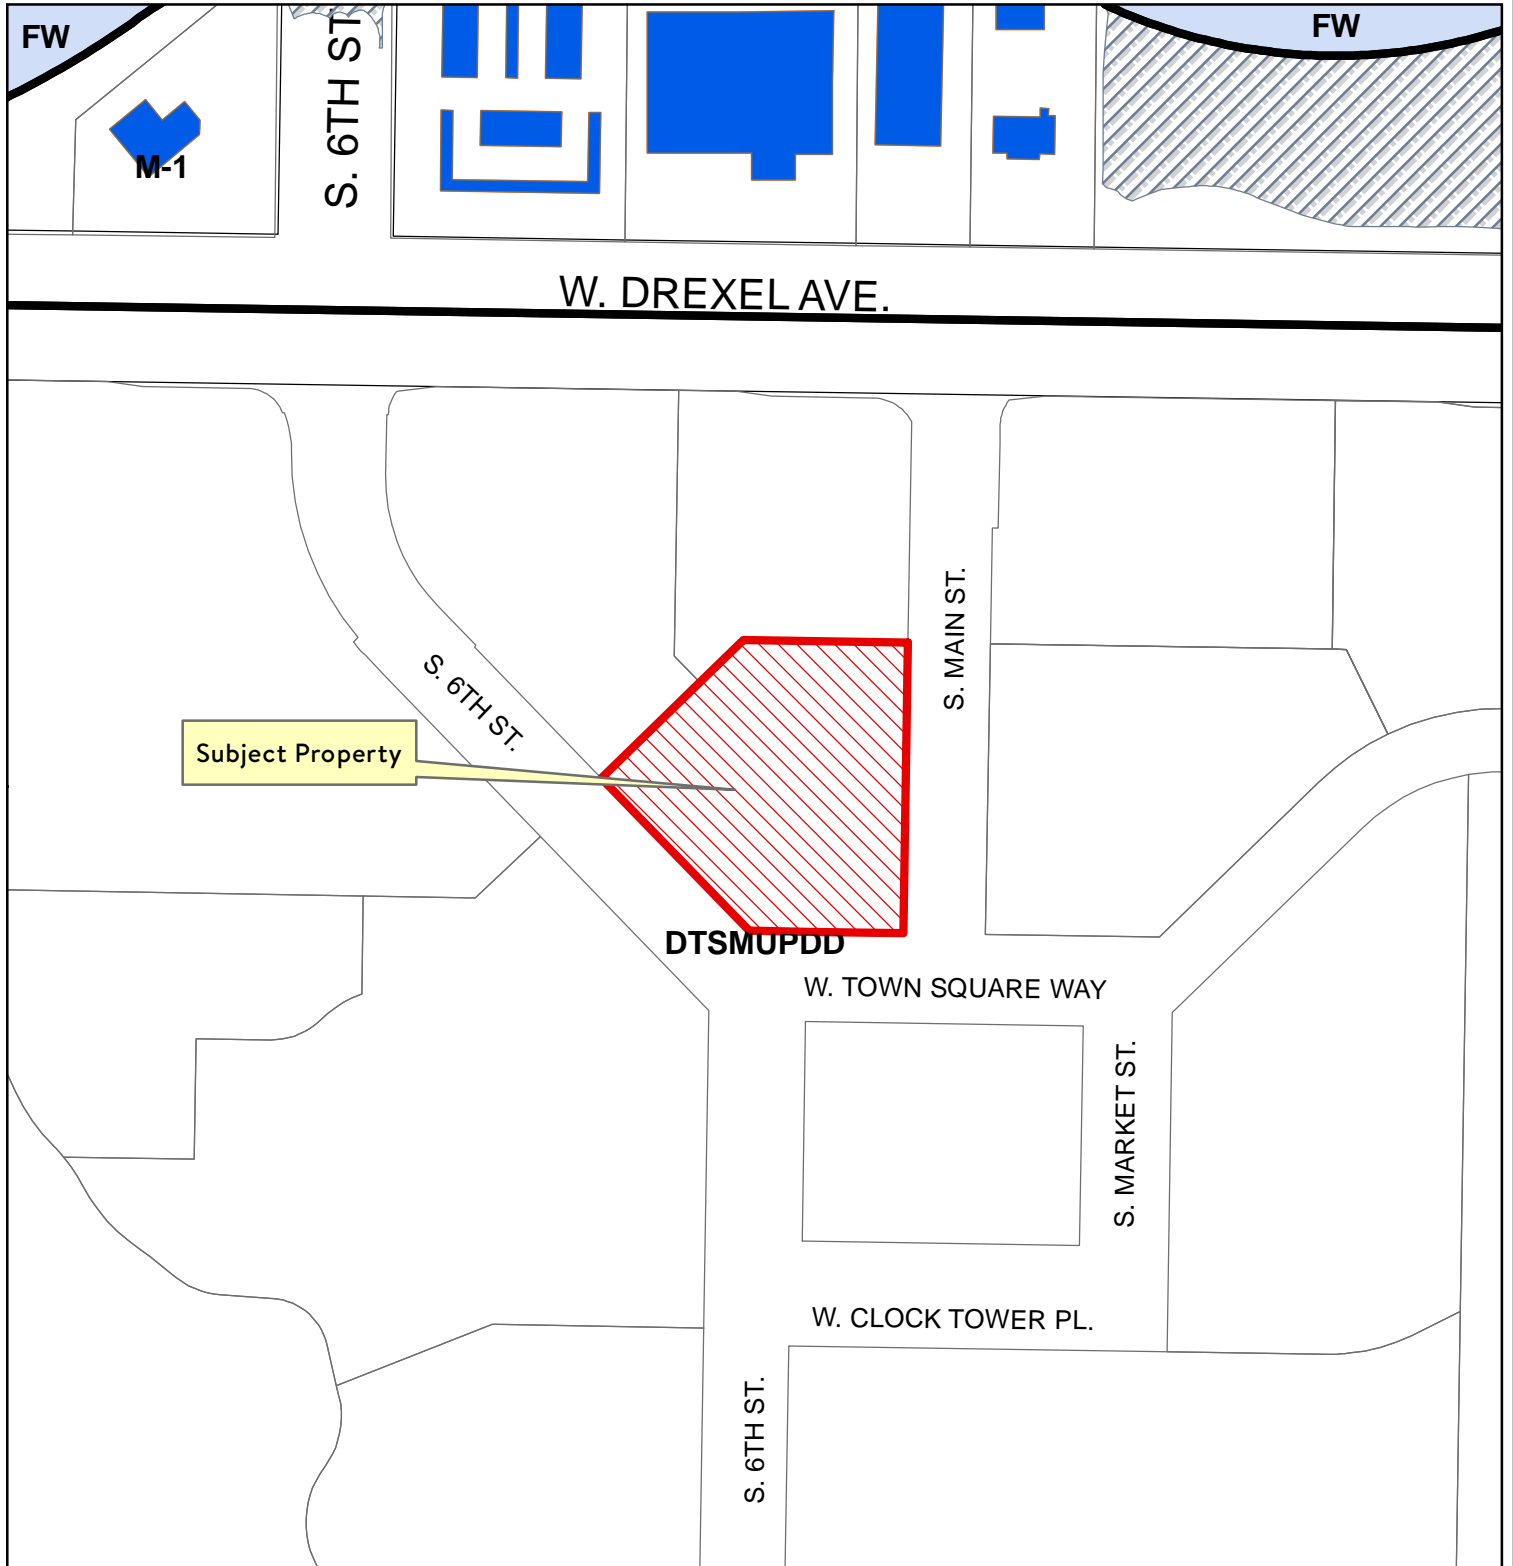 FW
FW
S. 6TH ST.
M-1
W. DREXEL AVE.
S. MAIN ST.
S. 6TH ST.
Subject Property
DTSMUPDD
W. TOWN SQUARE WAY
S. MARKET ST.
W. CLOCK TOWER PL.
S. 6TH ST.